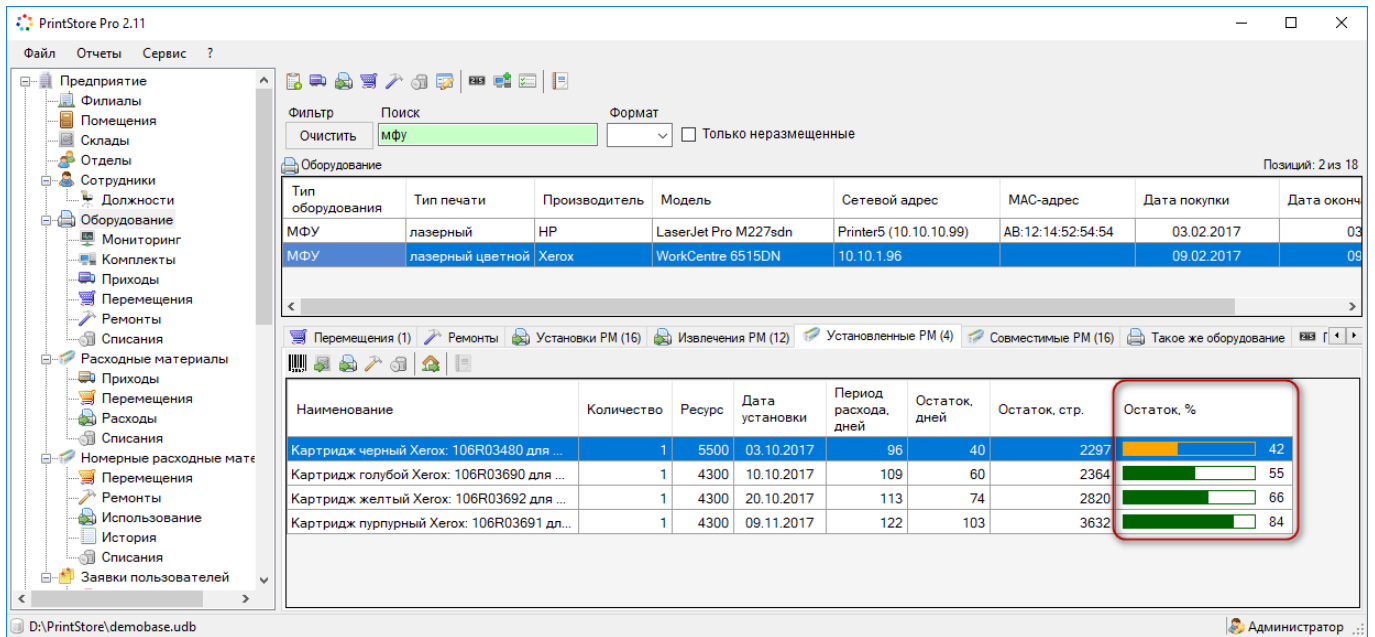 PrintStore Pro 2.11
Файл Отчеты Сервис ?
Предприятие
Филиалы
Помещения
Склады
Отделы
Сотрудники
Должности
Оборудование
Мониторинг
Комплекты
Приходы
Перемещения
Ремонты
Списания
Расходные материалы
Приходы
Перемещения
Расходы
Списания
Номерные расходные мате
Перемещения
Ремонты
Использование
История
Списания
Заявки пользователей
Фильтр Поиск Формат
Очистить мфу Только неразмещенные
Оборудование Позиций: 2 из 18
Тип оборудования Тип печати Производитель Модель Сетевой адрес MAC-адрес Дата покупки Дата оконч
МФУ лазерный HP LaserJet Pro M227sdn Printer5 (10.10.10.99) AB:12:14:52:54:54 03.02.2017 03
МФУ лазерный цветной Xerox WorkCentre 6515DN 10.10.1.96 09.02.2017 09
Перемещения (1) Ремонты Установки РМ (16) Извлечения РМ (12) Установленные РМ (4) Совместимые РМ (16) Такое же оборудование
Наименование Количество Ресурс Дата установки Период расхода, дней Остаток, дней Остаток, стр. Остаток, %
Картридж черный Xerox: 106R03480 для ... 1 5500 03.10.2017 96 40 2297 42
Картридж голубой Xerox: 106R03690 для ... 1 4300 10.10.2017 109 60 2364 55
Картридж желтый Xerox: 106R03692 для ... 1 4300 20.10.2017 113 74 2820 66
Картридж пурпурный Xerox: 106R03691 дл... 1 4300 09.11.2017 122 103 3632 84
D:\PrintStore\demobase.udb Администратор